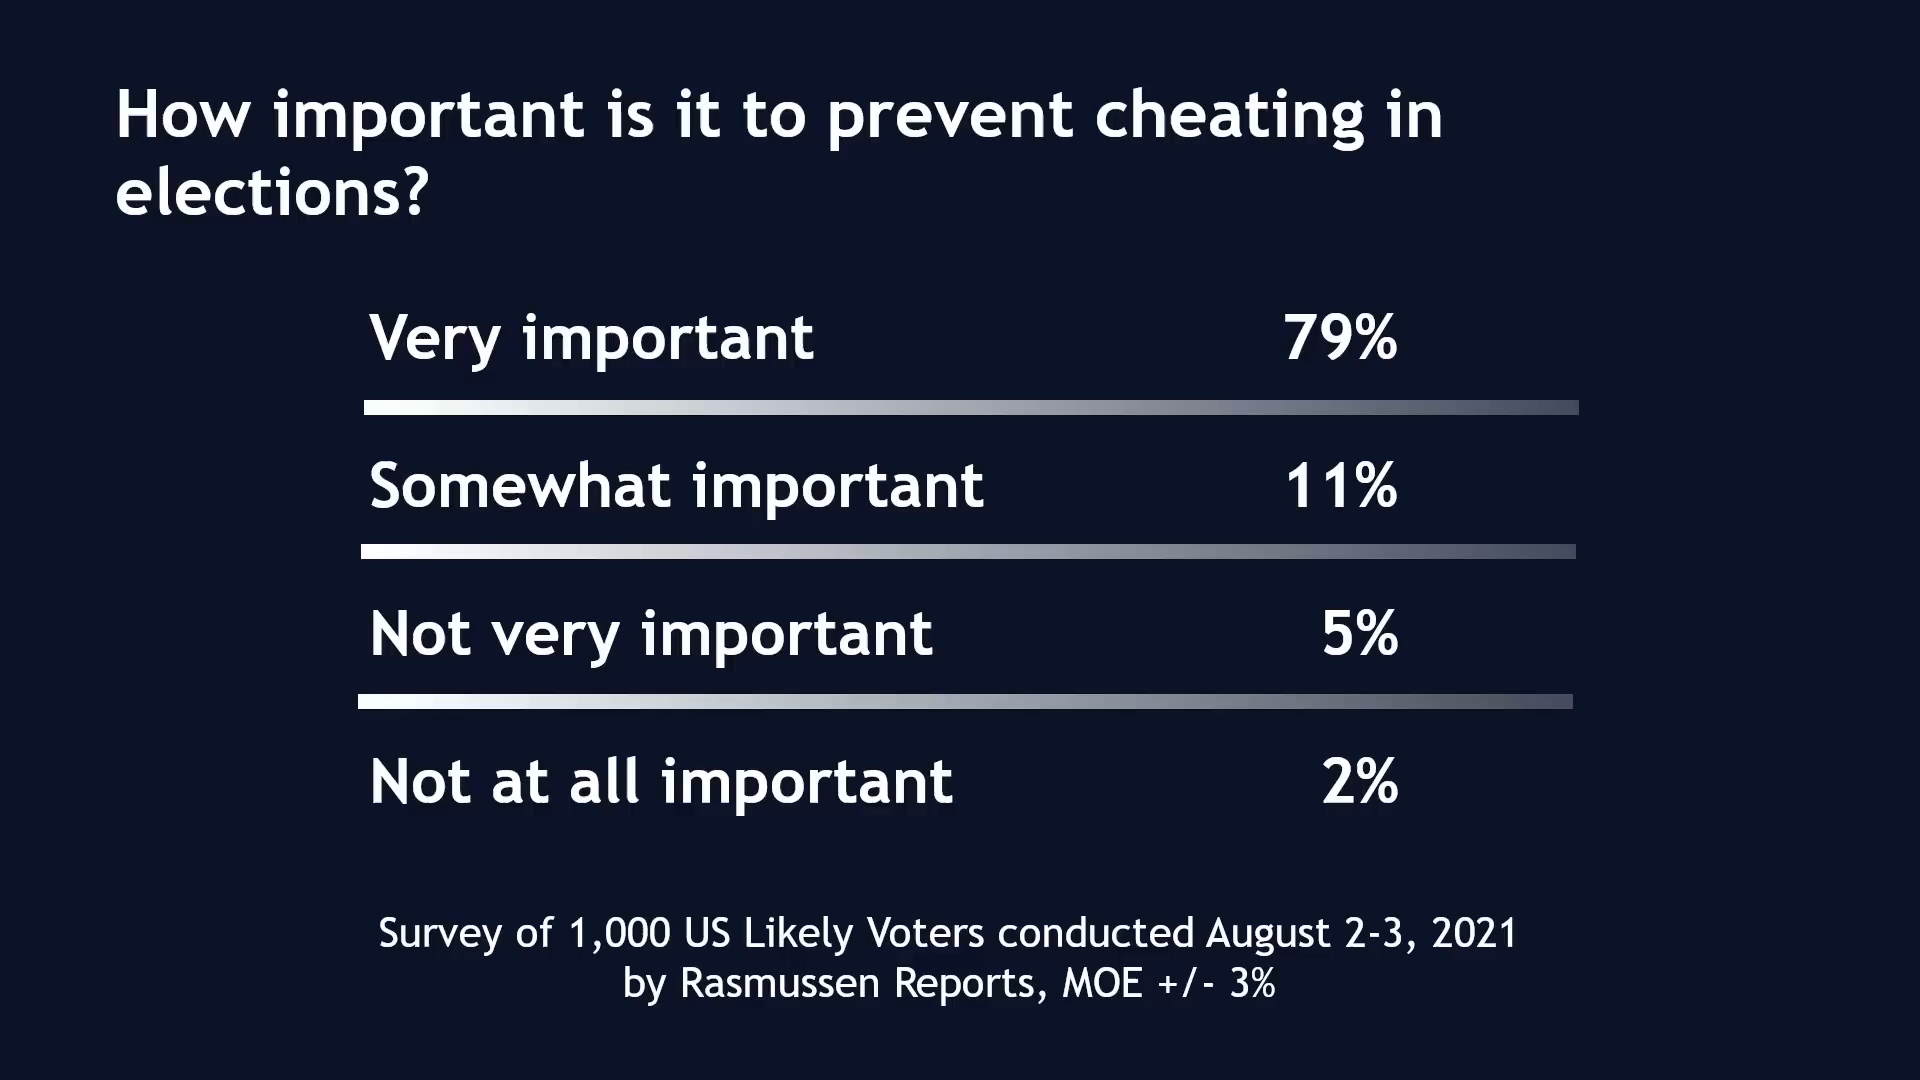 How important is it to prevent cheating in
elections?
Very important 79%
Somewhat important 11%
Not very important 5%
Not at all important 2%
Survey of 1,000 US Likely Voters conducted August 2-3, 2021
by Rasmussen Reports, MOE +/- 3%